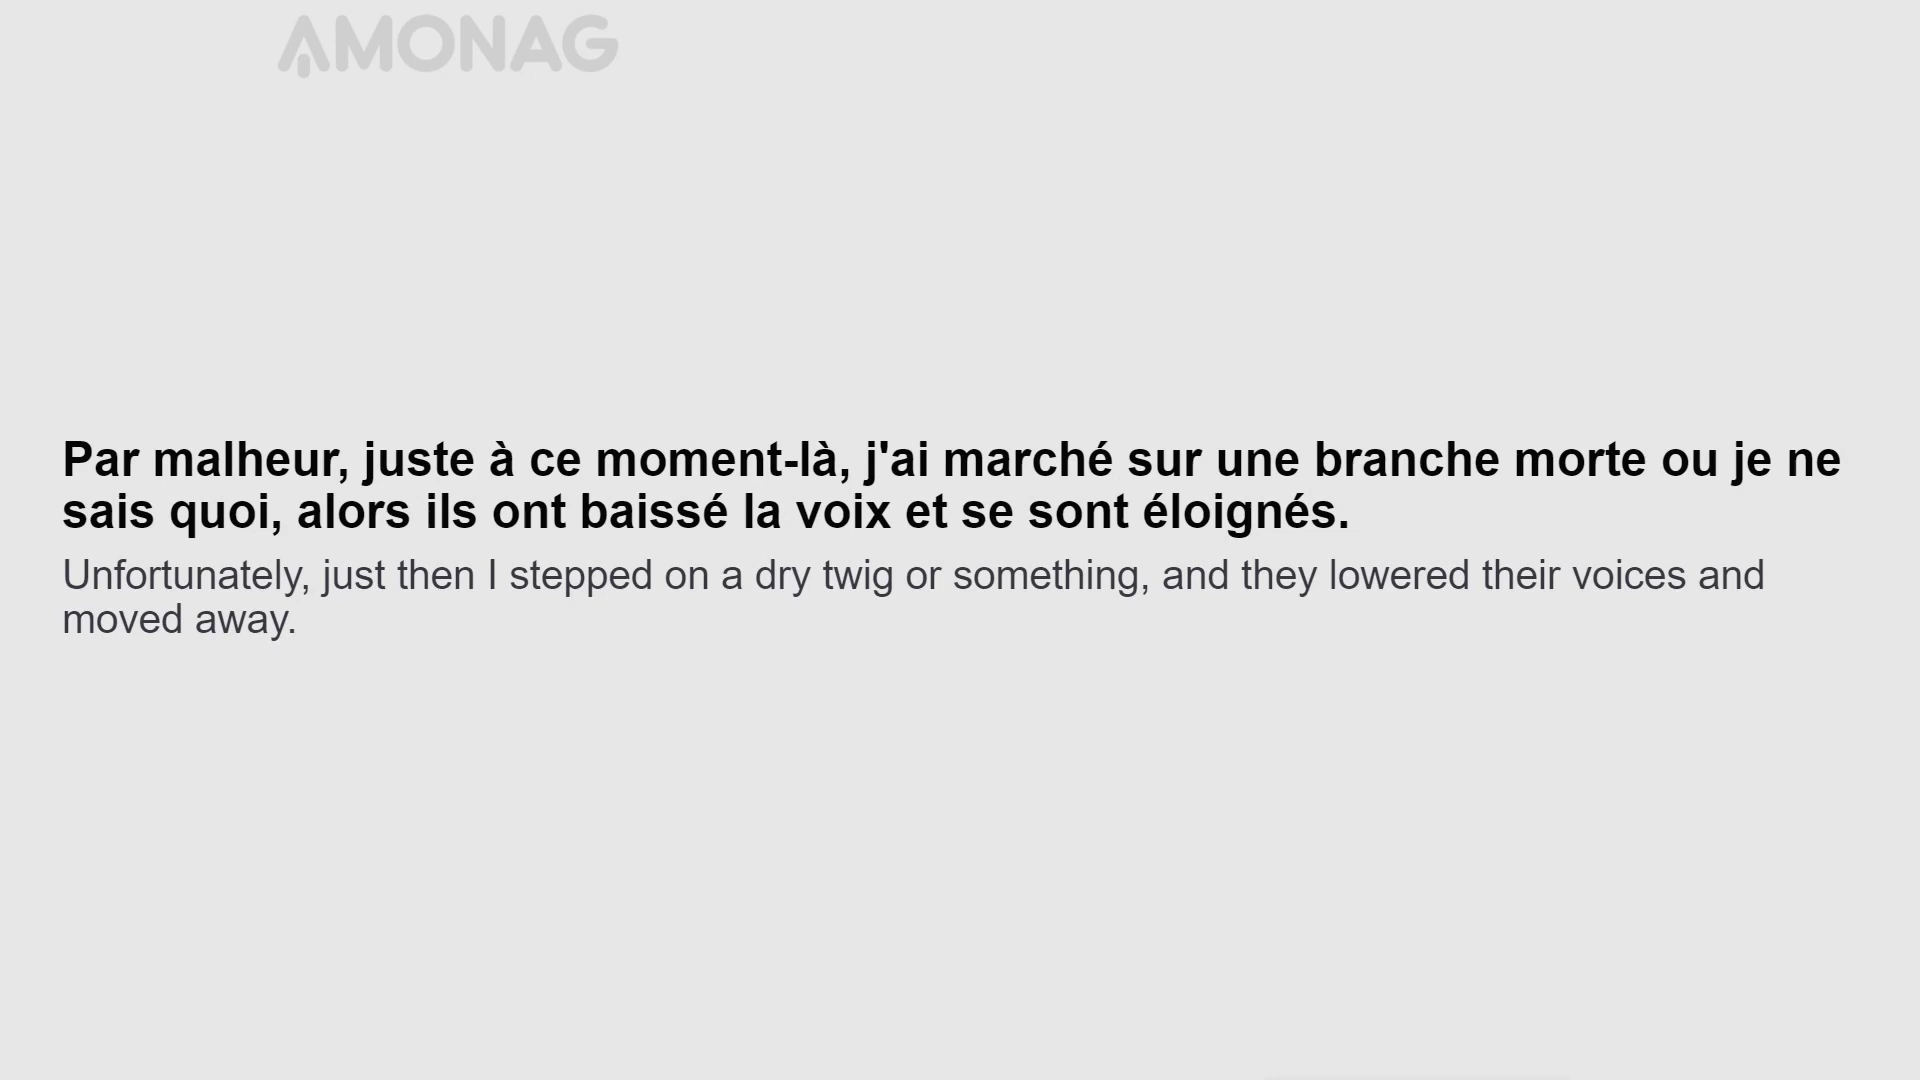 AMONAG
Par malheur, juste à ce moment-là, j'ai marché sur une branche morte ou je ne
sais quoi, alors ils ont baissé la voix et se sont éloignés.
Unfortunately, just then I stepped on a dry twig or something, and they lowered their voices and
moved away.